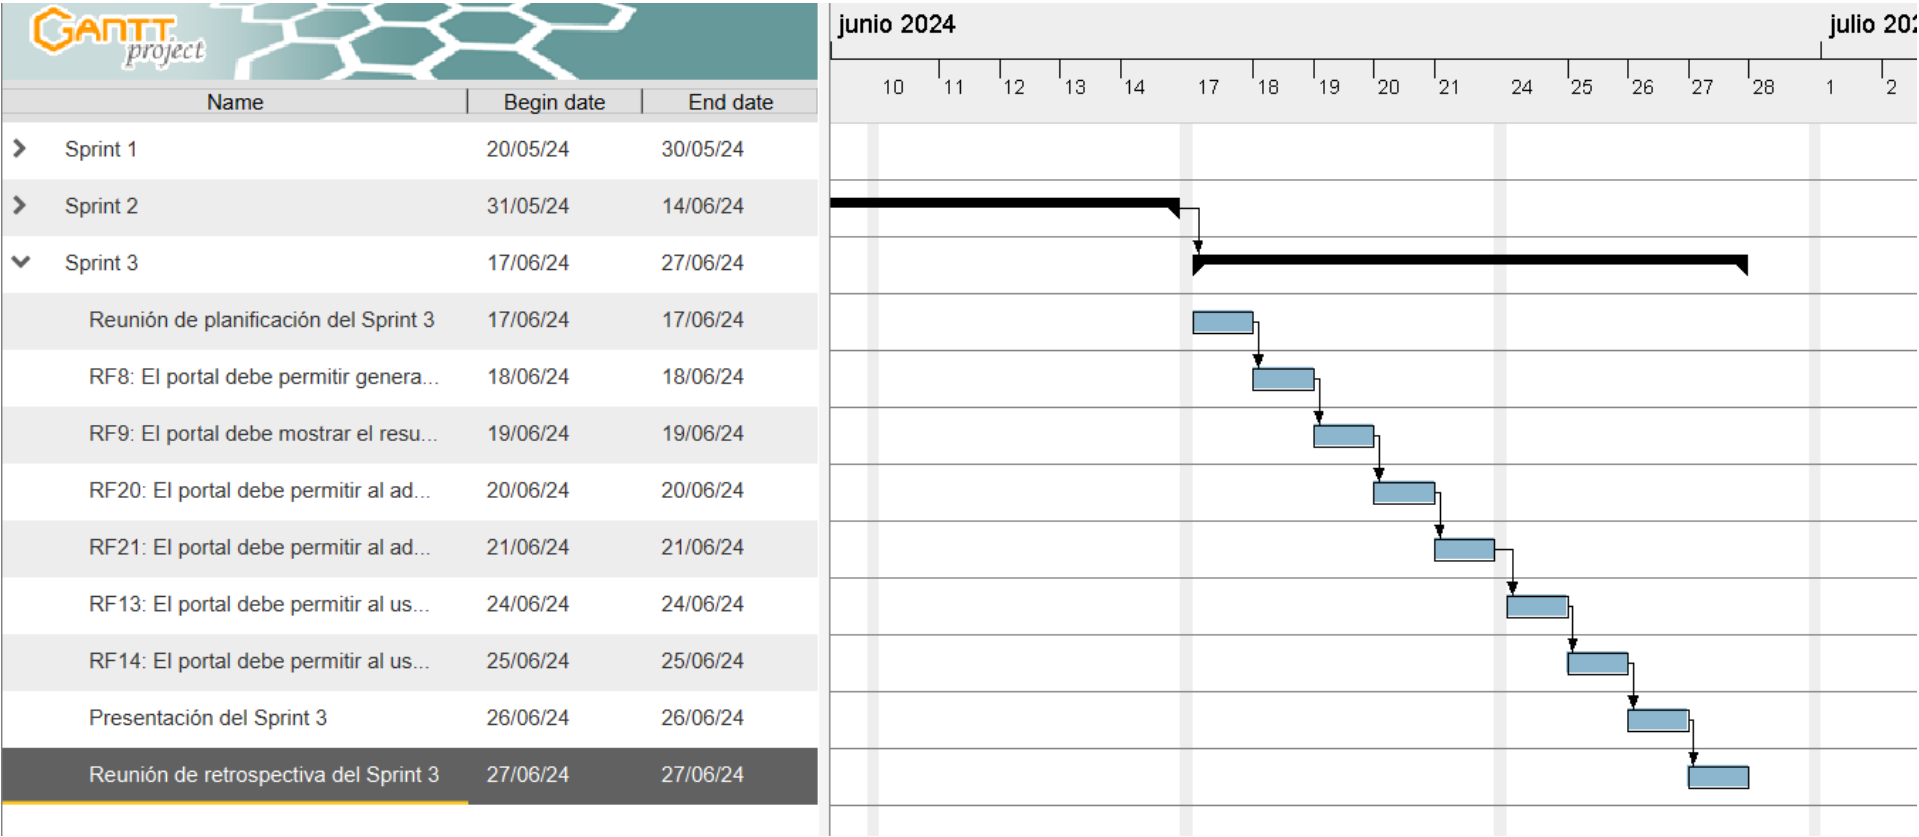 GANTT
project
junio 2024
julio 202
10 11 12 13 14 17 18 19 20 21 24 25 26 27 28 1 2
Name Begin date End date
Sprint 1 20/05/24 30/05/24
Sprint 2 31/05/24 14/06/24
Sprint 3 17/06/24 27/06/24
Reunión de planificación del Sprint 3 17/06/24 17/06/24
RF8: El portal debe permitir genera... 18/06/24 18/06/24
RF9: El portal debe mostrar el resu... 19/06/24 19/06/24
RF20: El portal debe permitir al ad... 20/06/24 20/06/24
RF21: El portal debe permitir al ad... 21/06/24 21/06/24
RF13: El portal debe permitir al us... 24/06/24 24/06/24
RF14: El portal debe permitir al us... 25/06/24 25/06/24
Presentación del Sprint 3 26/06/24 26/06/24
Reunión de retrospectiva del Sprint 3 27/06/24 27/06/24